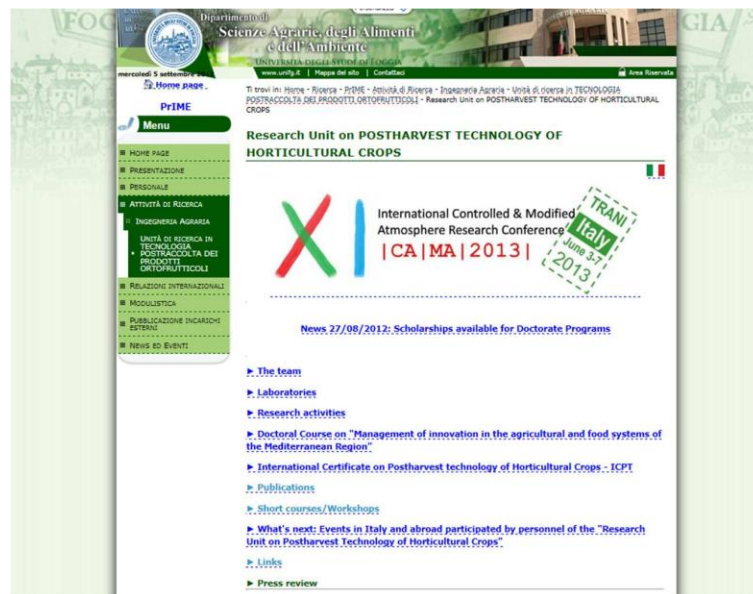 FOG
GIA
Dipartimento di
Scienze Agrarie, degli Alimenti
e dell'Ambiente
UNIVERSITÀ DEGLI STUDI DI FOGGIA
mercoledì 5 settembre
www.unifg.it | Mappa del sito | Contattaci
Area Riservata
Home page
PrIME
Menu
HOME PAGE
PRESENTAZIONE
PERSONALE
ATTIVITÀ DI RICERCA
INGEGNERIA AGRARIA
UNITÀ DI RICERCA IN
TECNOLOGIA
POSTRACCOLTA DEI
PRODOTTI
ORTOFRUTTICOLI
RELAZIONI INTERNAZIONALI
MODULISTICA
PUBBLICAZIONE INCARICHI
ESTERNI
NEWS ED EVENTI
Ti trovi in: Home - Ricerca - PrIME - Attività di Ricerca - Ingegneria Agraria - Unità di ricerca in TECNOLOGIA
POSTRACCOLTA DEI PRODOTTI ORTOFRUTTICOLI - Research Unit on POSTHARVEST TECHNOLOGY OF HORTICULTURAL
CROPS
Research Unit on POSTHARVEST TECHNOLOGY OF
HORTICULTURAL CROPS
XI
International Controlled & Modified
Atmosphere Research Conference
|CA|MA|2013|
TRANI
Italy
June 3-7
2013
News 27/08/2012: Scholarships available for Doctorate Programs
► The team
► Laboratories
► Research activities
► Doctoral Course on "Management of innovation in the agricultural and food systems of
the Mediterranean Region"
► International Certificate on Postharvest technology of Horticultural Crops - ICPT
► Publications
► Short courses/Workshops
► What's next: Events in Italy and abroad participated by personnel of the "Research
Unit on Postharvest Technology of Horticultural Crops"
► Links
► Press review